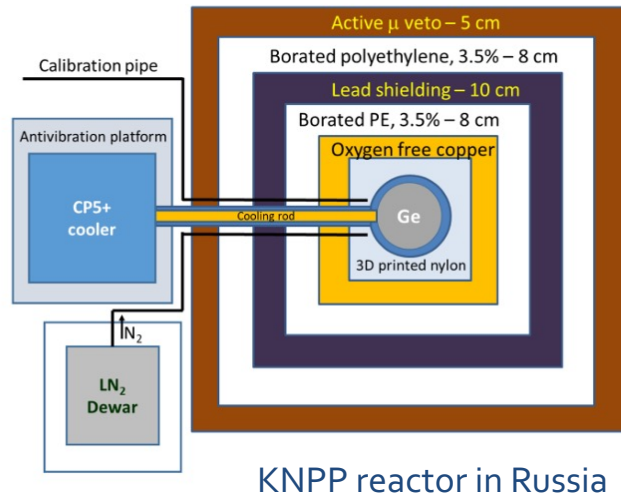 Active μ veto – 5 cm
Borated polyethylene, 3.5% – 8 cm
Calibration pipe
Lead shielding – 10 cm
Borated PE, 3.5% – 8 cm
Antivibration platform
Oxygen free copper
CP5+
cooler
Cooling rod
Ge
3D printed nylon
N₂
LN₂
Dewar
KNPP reactor in Russia